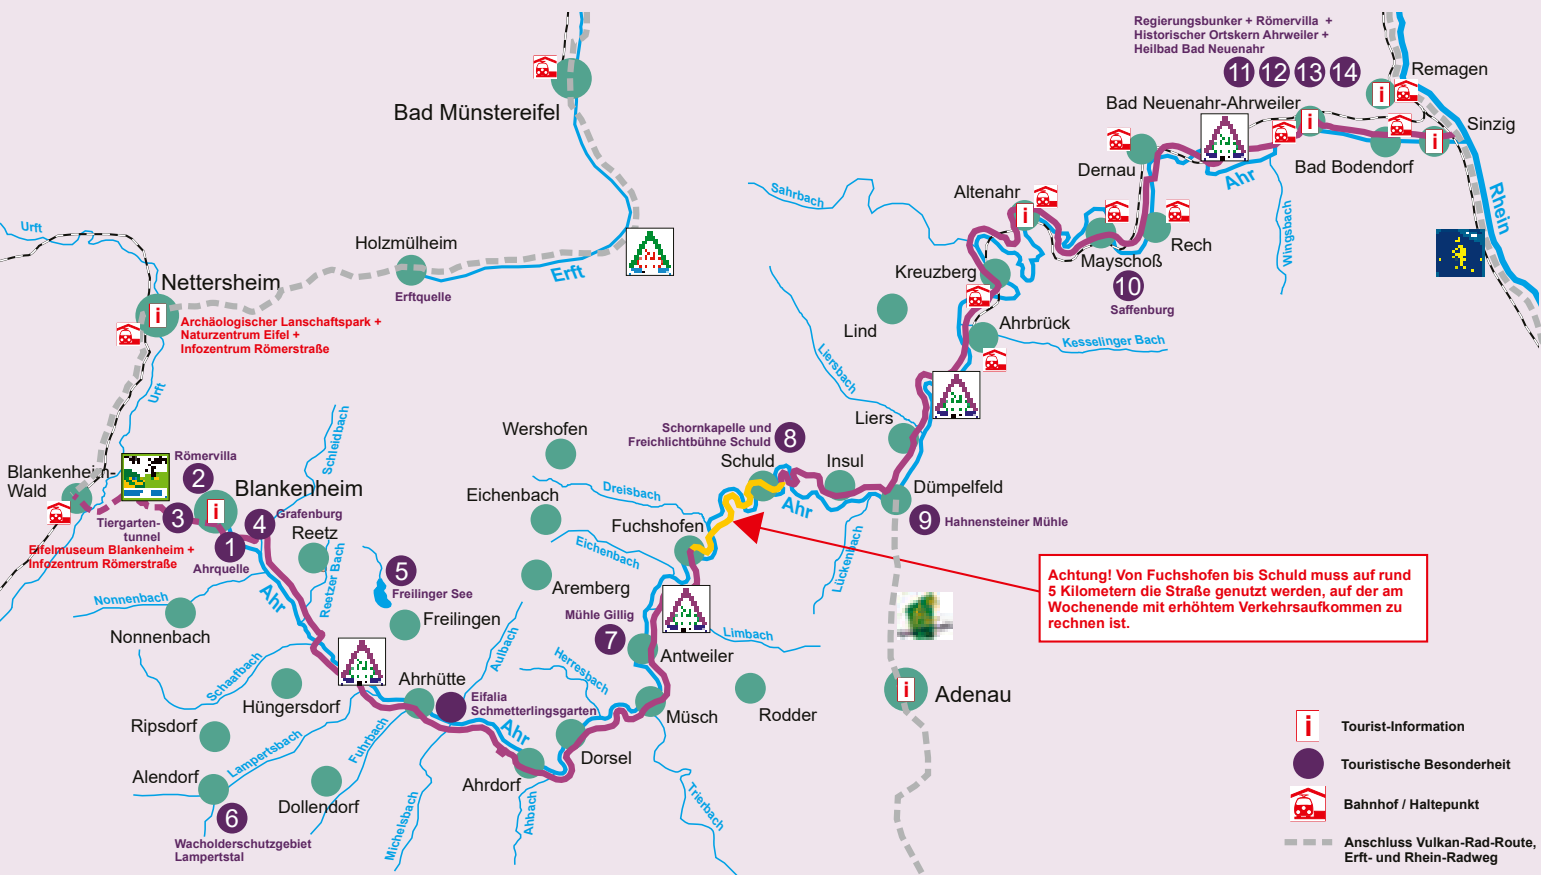 Regierungsbunker + Römervilla +
Historischer Ortskern Ahrweiler +
Heilbad Bad Neuenahr
11 12 13 14
Remagen
Bad Münstereifel
Bad Neuenahr-Ahrweiler
Sinzig
Bad Bodendorf
Dernau
Ahr
Rhein
Sahrbach
Altenahr
Wingsbach
Rech
Urft
Holzmülheim
Erft
Erftquelle
Mayschoß
10
Saffenburg
Kreuzberg
Nettersheim
Archäologischer Lanschaftspark +
Naturzentrum Eifel +
Infozentrum Römerstraße
Lind
Ahrbrück
Kesselinger Bach
Liersbach
Urft
Schleidbach
Liers
Wershofen
Schornkapelle und
Freichlichtbühne Schuld
8
Schuld
Insul
Römervilla
2
Blankenheim-
Wald
Blankenheim
Dreisbach
Eichenbach
Ahr
Dümpelfeld
9
Hahnensteiner Mühle
Tiergarten-
tunnel
3
4
Grafenburg
Reetz
Fuchshofen
Eifelmuseum Blankenheim +
Infozentrum Römerstraße
1
Ahrquelle
Eichenbach
Lückenbach
5
Freilinger See
Reetzer Bach
Aremberg
Achtung! Von Fuchshofen bis Schuld muss auf rund
5 Kilometern die Straße genutzt werden, auf der am
Wochenende mit erhöhtem Verkehrsaufkommen zu
rechnen ist.
Nonnenbach
Ahr
Nonnenbach
Freilingen
Mühle Gillig
7
Limbach
Aulbach
Antweiler
Schaafbach
Herresbach
Hüngersdorf
Ahrhütte
Eifalia
Schmetterlingsgarten
Müsch
Rodder
Adenau
Ripsdorf
Lampertsbach
Fuhrbach
Ahr
Dorsel
Alendorf
Dollendorf
Ahrdorf
6
Wacholderschutzgebiet
Lampertstal
Michelsbach
Ahbach
Trierbach
Tourist-Information
Touristische Besonderheit
Bahnhof / Haltepunkt
Anschluss Vulkan-Rad-Route,
Erft- und Rhein-Radweg